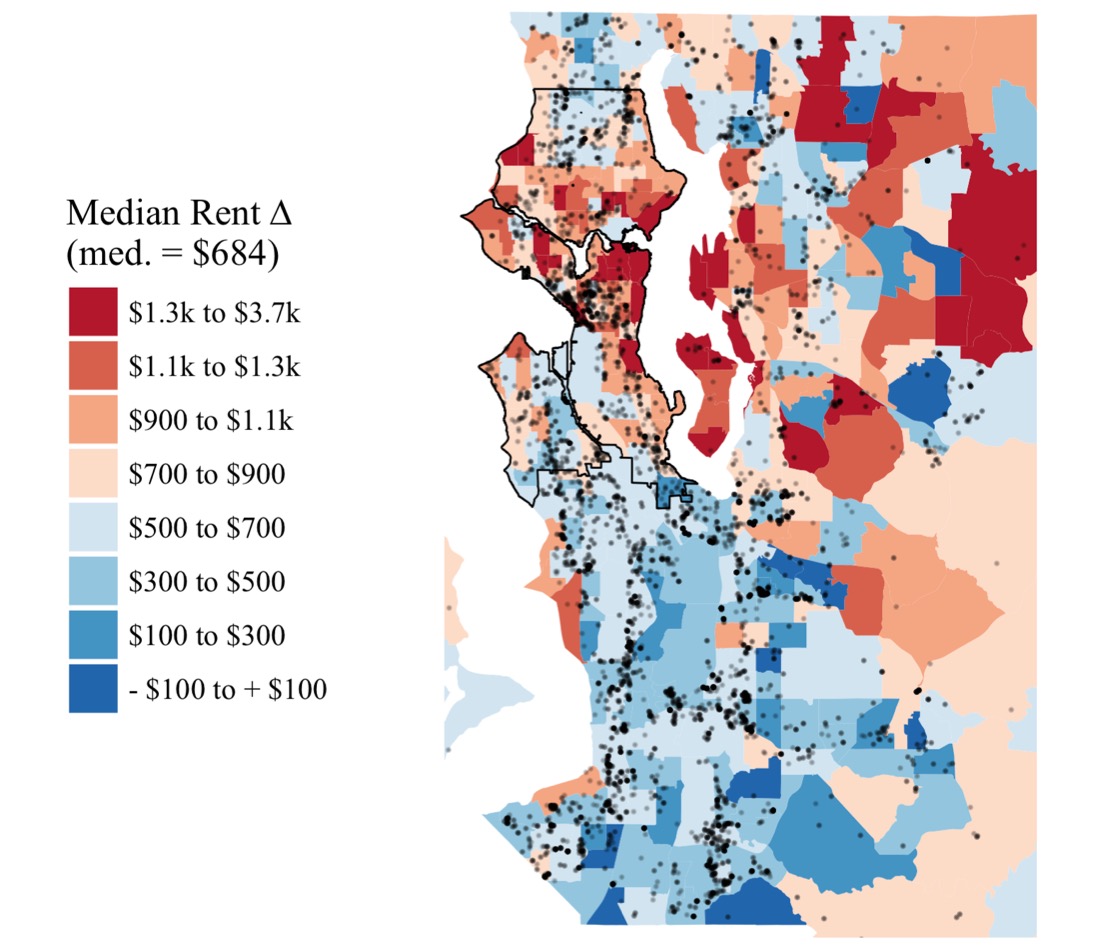 Median Rent Δ
(med. = $684)
$1.3k to $3.7k
$1.1k to $1.3k
$900 to $1.1k
$700 to $900
$500 to $700
$300 to $500
$100 to $300
- $100 to + $100